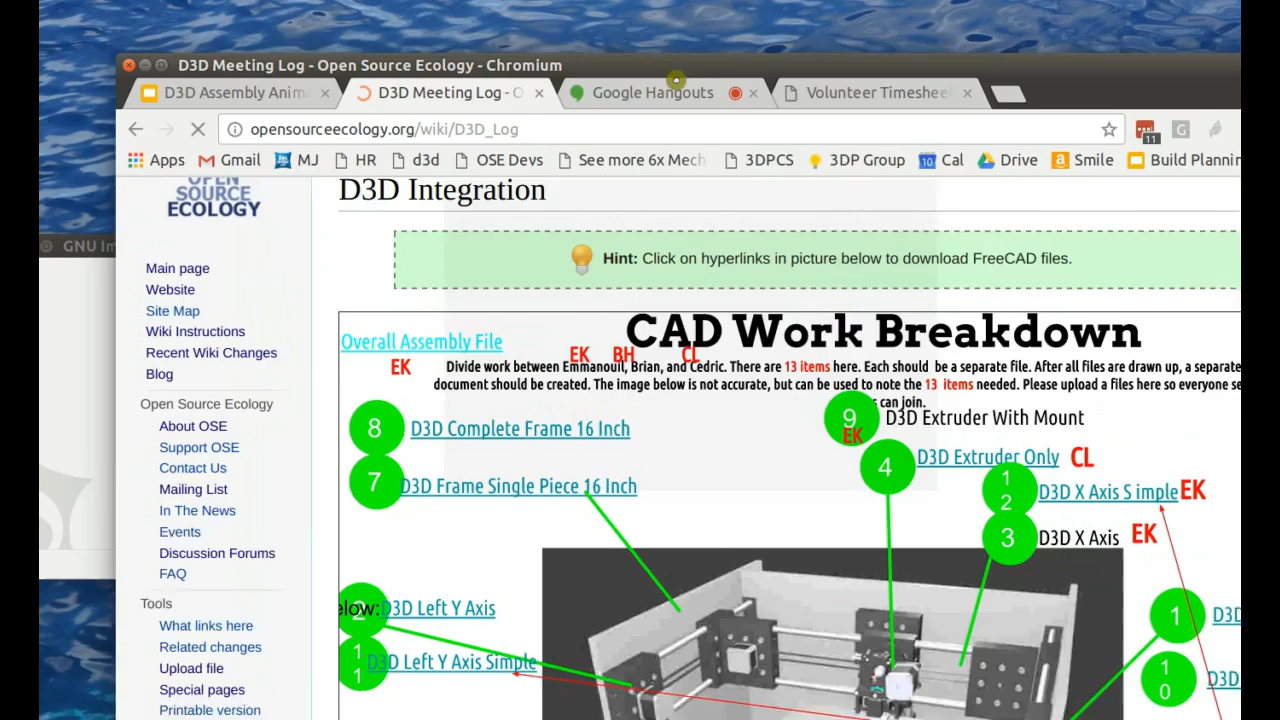 D3D Meeting Log - Open Source Ecology - Chromium
D3D Assembly Anima
D3D Meeting Log - O
Google Hangouts
Volunteer Timeshee
opensourceecology.org/wiki/D3D_Log
11
Apps Gmail MJ HR d3d OSE Devs See more 6x Mech 3DPCS 3DP Group 10 Cal Drive a Smile Build Plannin
GNU Im
OPEN
SOURCE
ECOLOGY
Main page
Website
Site Map
Wiki Instructions
Recent Wiki Changes
Blog
Open Source Ecology
About OSE
Support OSE
Contact Us
Mailing List
In The News
Events
Discussion Forums
FAQ
Tools
What links here
Related changes
Upload file
Special pages
Printable version
D3D Integration
Hint: Click on hyperlinks in picture below to download FreeCAD files.
CAD Work Breakdown
Overall Assembly File
EK
EK BH CL
Divide work between Emmanouil, Brian, and Cedric. There are 13 items here. Each should be a separate file. After all files are drawn up, a separate
document should be created. The image below is not accurate, but can be used to note the 13 items needed. Please upload a files here so everyone se
s can join.
8 D3D Complete Frame 16 Inch
9 D3D Extruder With Mount
EK
4 D3D Extruder Only CL
7 D3D Frame Single Piece 16 Inch
1
2 D3D X Axis S imple EK
3 D3D X Axis EK
elow:
2 D3D Left Y Axis
1 D3D
1
1 D3D Left Y Axis Simple
1
0 D3D